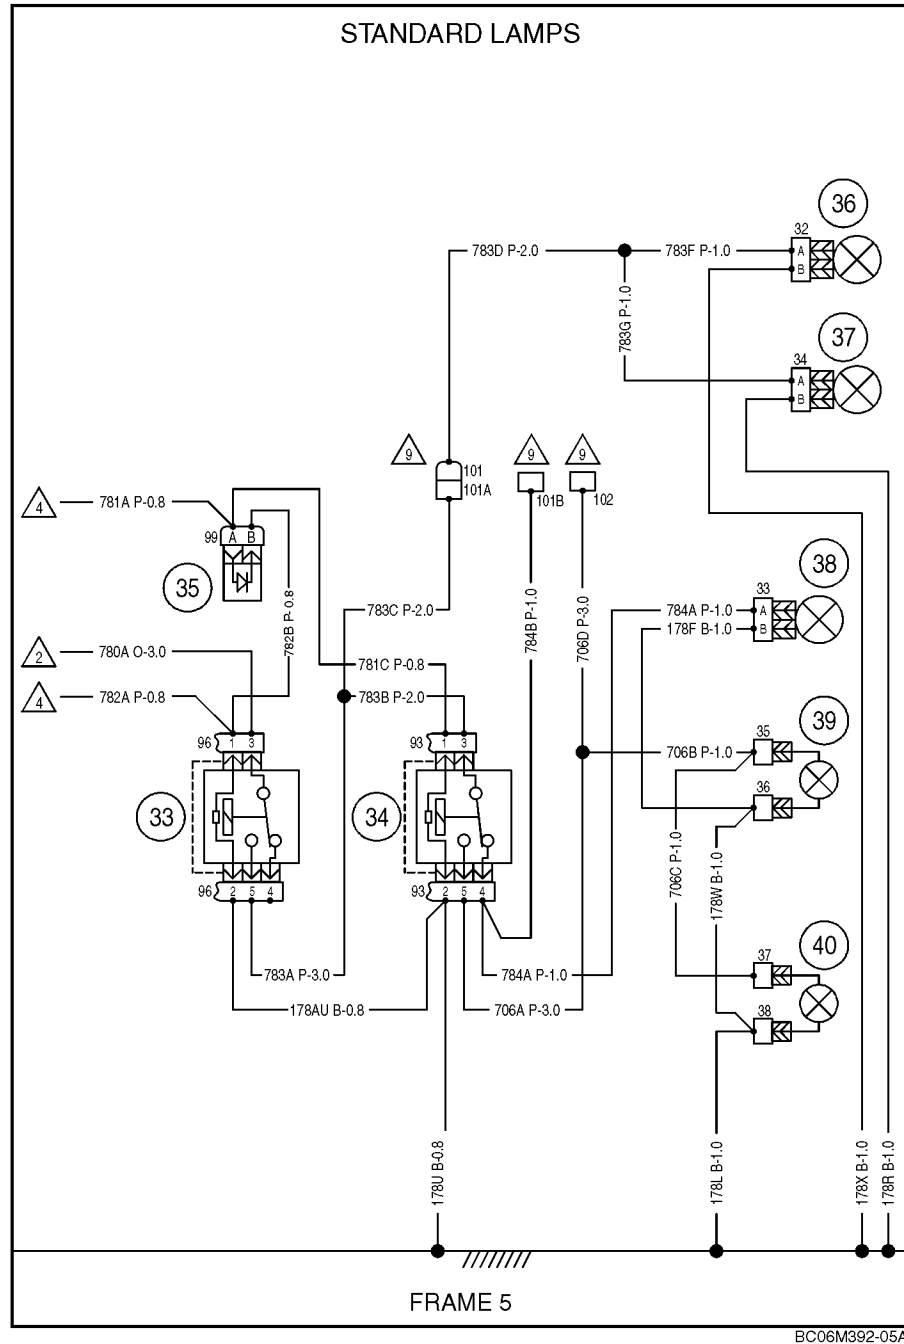 STANDARD LAMPS
36
32
783D P-2.0
783F P-1.0
A
B
783G P-1.0
37
34
A
B
9
9
9
101
101A
101B
102
4
781A P-0.8
99
A B
35
782B P-0.8
783C P-2.0
784B P-1.0
706D P-3.0
38
33
784A P-1.0
A
178F B-1.0
B
2
780A O-3.0
781C P-0.8
4
782A P-0.8
783B P-2.0
39
96
1 3
93
1 3
706B P-1.0
35
36
33
34
706C P-1.0
178W B-1.0
96
2 5 4
93
2 5 4
40
37
783A P-3.0
784A P-1.0
178AU B-0.8
706A P-3.0
38
178U B-0.8
178L B-1.0
178X B-1.0
178R B-1.0
FRAME 5
BC06M392-05A